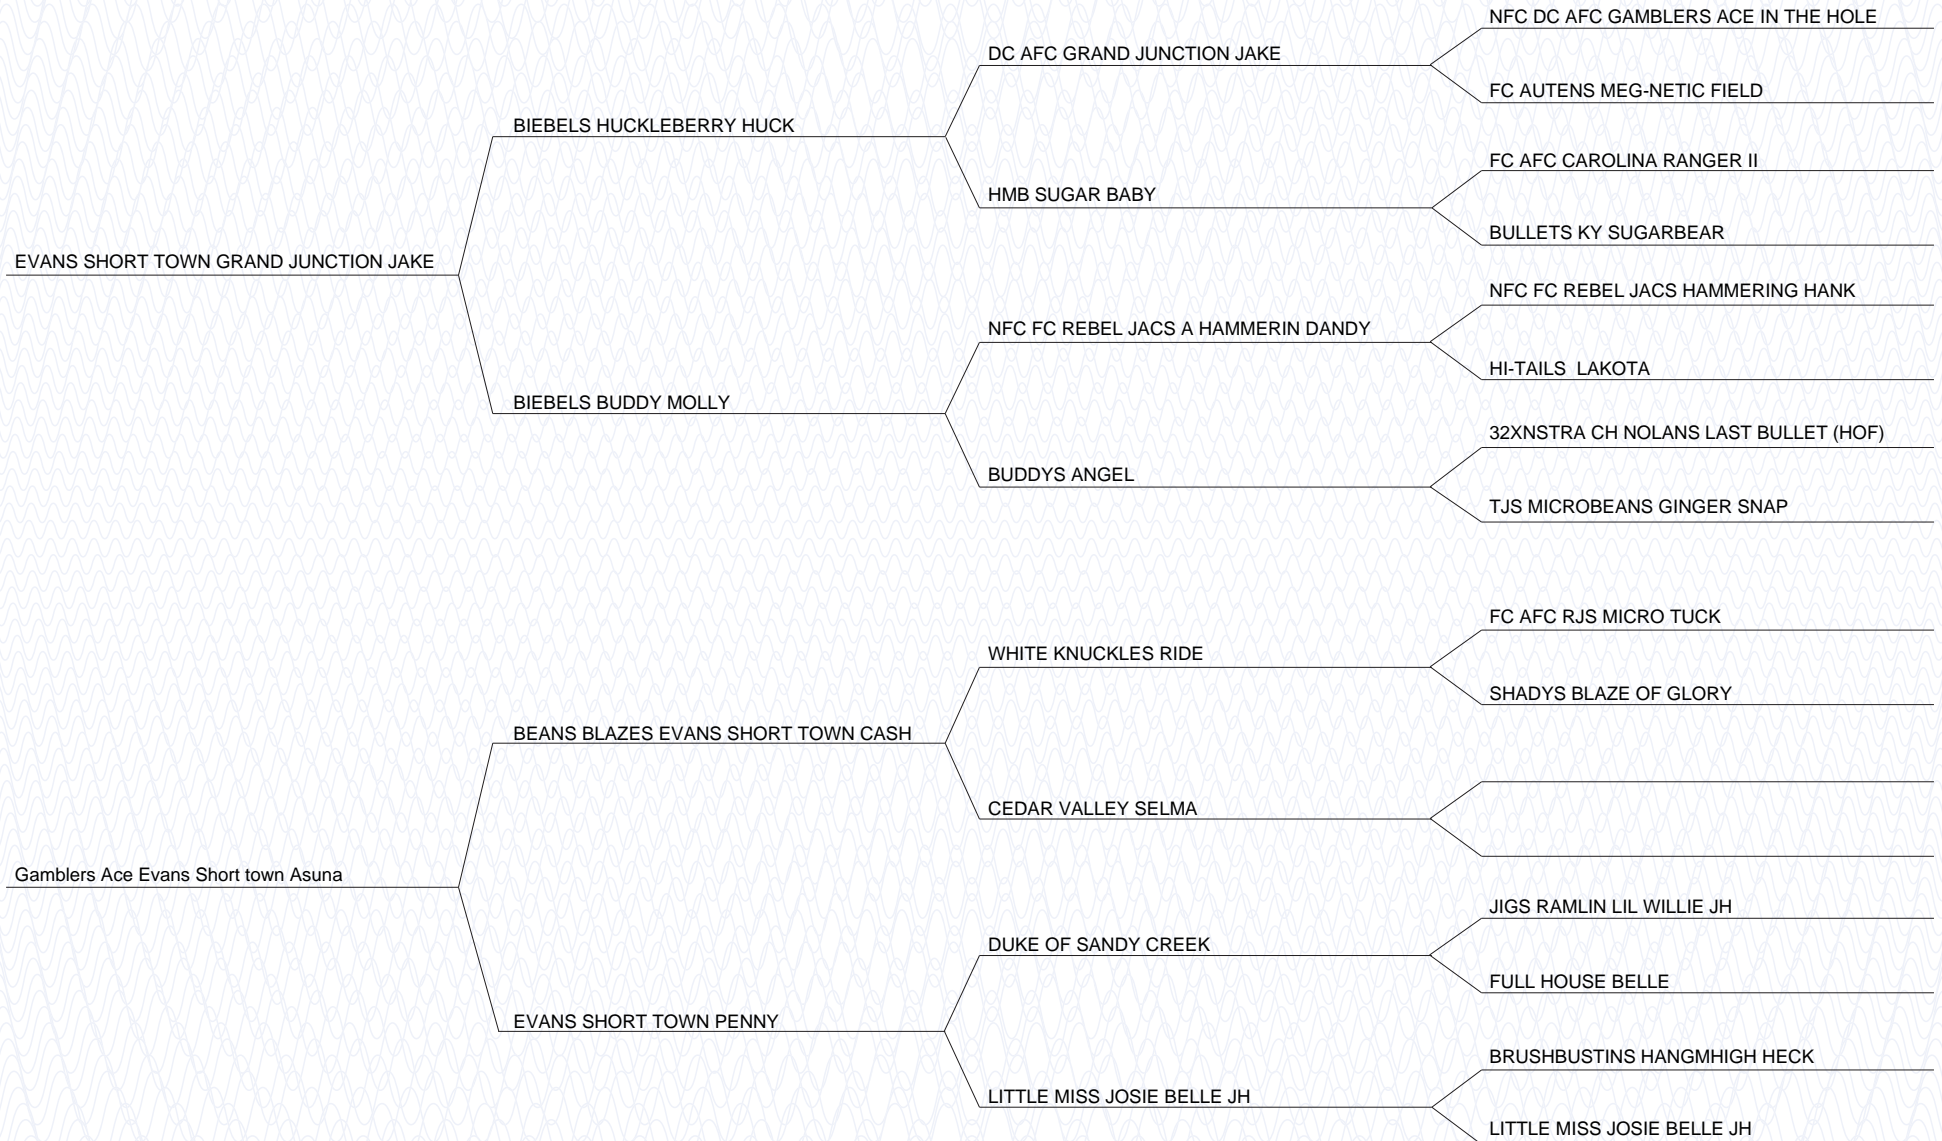 NFC DC AFC GAMBLERS ACE IN THE HOLE
DC AFC GRAND JUNCTION JAKE
FC AUTENS MEG-NETIC FIELD
BIEBELS HUCKLEBERRY HUCK
FC AFC CAROLINA RANGER II
HMB SUGAR BABY
BULLETS KY SUGARBEAR
EVANS SHORT TOWN GRAND JUNCTION JAKE
NFC FC REBEL JACS HAMMERING HANK
NFC FC REBEL JACS A HAMMERIN DANDY
HI-TAILS  LAKOTA
BIEBELS BUDDY MOLLY
32XNSTRA CH NOLANS LAST BULLET (HOF)
BUDDYS ANGEL
TJS MICROBEANS GINGER SNAP
FC AFC RJS MICRO TUCK
WHITE KNUCKLES RIDE
SHADYS BLAZE OF GLORY
BEANS BLAZES EVANS SHORT TOWN CASH
CEDAR VALLEY SELMA
Gamblers Ace Evans Short town Asuna
JIGS RAMLIN LIL WILLIE JH
DUKE OF SANDY CREEK
FULL HOUSE BELLE
EVANS SHORT TOWN PENNY
BRUSHBUSTINS HANGMHIGH HECK
LITTLE MISS JOSIE BELLE JH
LITTLE MISS JOSIE BELLE JH